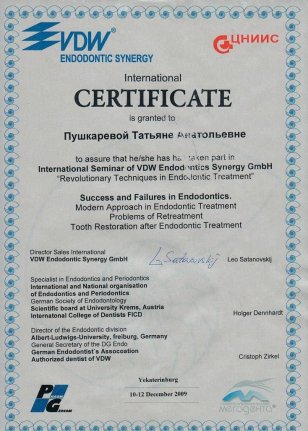 VDW®
ENDODONTIC SYNERGY
ЦНИИС
International
CERTIFICATE
is granted to
Пушкаревой Татьяне Анатольевне
to assure that he/she has taken part in
International Seminar of VDW Endodontics Synergy GmbH
"Revolutionary Techniques in Endodontic Treatment"
Success and Failures in Endodontics.
Modern Approach in Endodontic Treatment
Problems of Retreatment
Tooth Restoration after Endodontic Treatment
Director Sales International
VDW Endodontic Synergy GmbH
L. Satanovskij
Leo Satanovskij
Specialist in Endodontics and Periodontics
International and National organisation
of Endodontics and Periodontics
German Society of Endodontology
Scientific board at University Krems, Austria
International College of Dentists FICD
Holger Dennhardt
Director of the Endodontic division
Albert-Ludwigs-University, freiburg, Germany
General Secretary of the DG Endo
German Endodontist's Assocoation
Authorized dentist of VDW
Cristoph Zirkel
Yekaterinburg
10-12 December 2009
P
G
мегадента